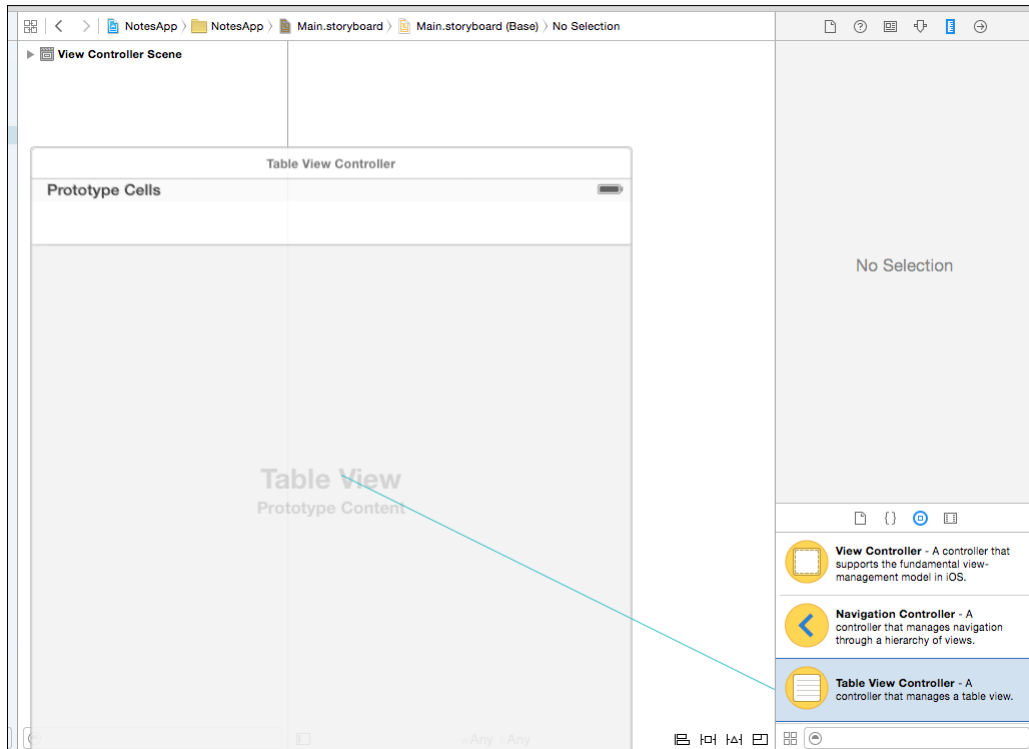 NotesApp NotesApp Main.storyboard Main.storyboard (Base) No Selection
View Controller Scene
Table View Controller
Prototype Cells
Table View
Prototype Content
Any Any
No Selection
View Controller - A controller that
supports the fundamental view-
management model in iOS.
Navigation Controller - A
controller that manages navigation
through a hierarchy of views.
Table View Controller - A
controller that manages a table view.